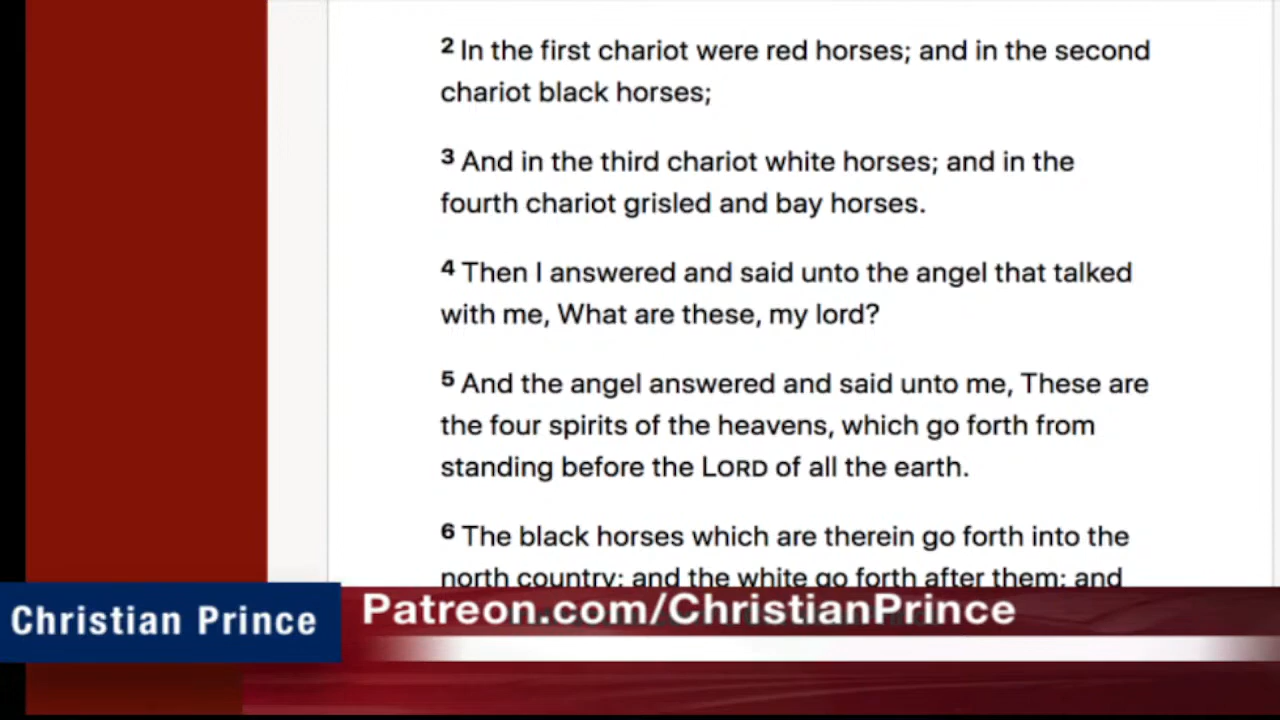 2 In the first chariot were red horses; and in the second
chariot black horses;
3 And in the third chariot white horses; and in the
fourth chariot grisled and bay horses.
4 Then I answered and said unto the angel that talked
with me, What are these, my lord?
5 And the angel answered and said unto me, These are
the four spirits of the heavens, which go forth from
standing before the LORD of all the earth.
6 The black horses which are therein go forth into the
north country; and the white go forth after them; and
Christian Prince
Patreon.com/ChristianPrince